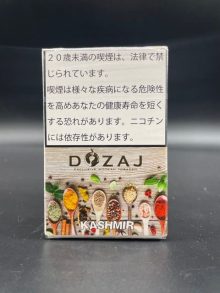 ２０歳未満の喫煙は、法律で禁
じられています。
喫煙は様々な疾病になる危険性
を高めあなたの健康寿命を短く
する恐れがあります。ニコチン
には依存性があります。
DOZAJ
EXCLUSIVE HOOKAH TOBACCO
KASHMIR